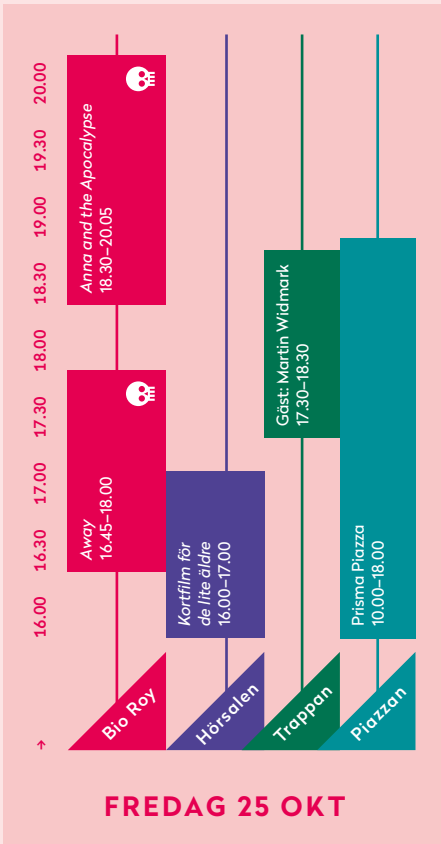 FREDAG 25 OKT
→
16.00
16.30
17.00
17.30
18.00
18.30
19.00
19.30
20.00
Bio Roy
Away
16.45–18.00
Anna and the Apocalypse
18.30–20.05
Hörsalen
Kortfilm för
de lite äldre
16.00–17.00
Trappan
Gäst: Martin Widmark
17.30–18.30
Piazzan
Prisma Piazza
10.00–18.00